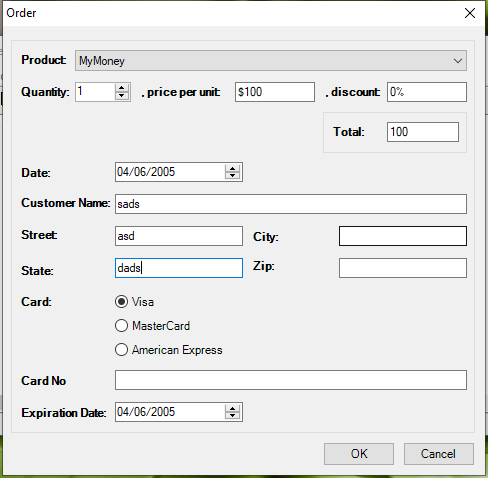 Order
Product: MyMoney
Quantity: 1 , price per unit: $100 , discount: 0%
Total: 100
Date: 04/06/2005
Customer Name: sads
Street: asd City:
State: dads Zip:
Card: Visa
MasterCard
American Express
Card No
Expiration Date: 04/06/2005
OK Cancel